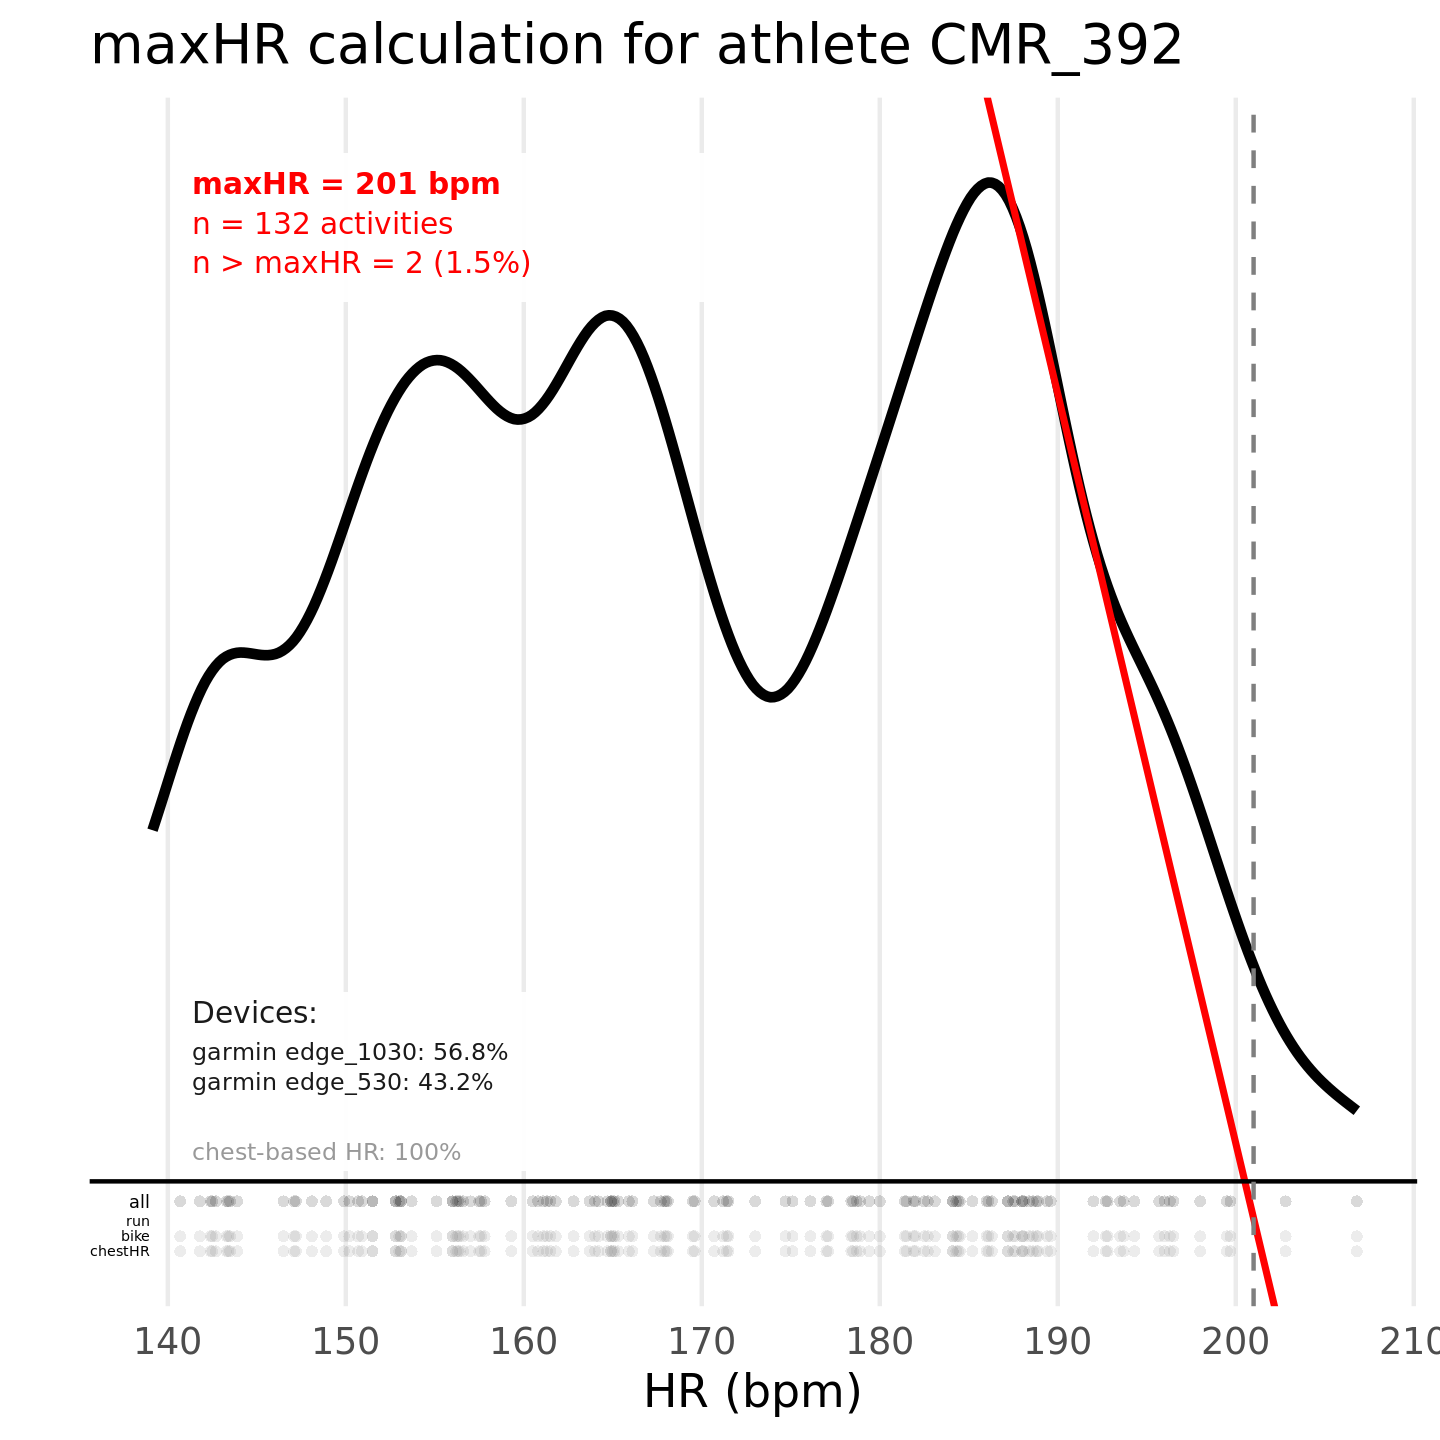 maxHR calculation for athlete CMR_392
maxHR = 201 bpm
n = 132 activities
n > maxHR = 2 (1.5%)
Devices:
garmin edge_1030: 56.8%
garmin edge_530: 43.2%
chest-based HR: 100%
all
run
bike
chestHR
140 150 160 170 180 190 200 210
HR (bpm)